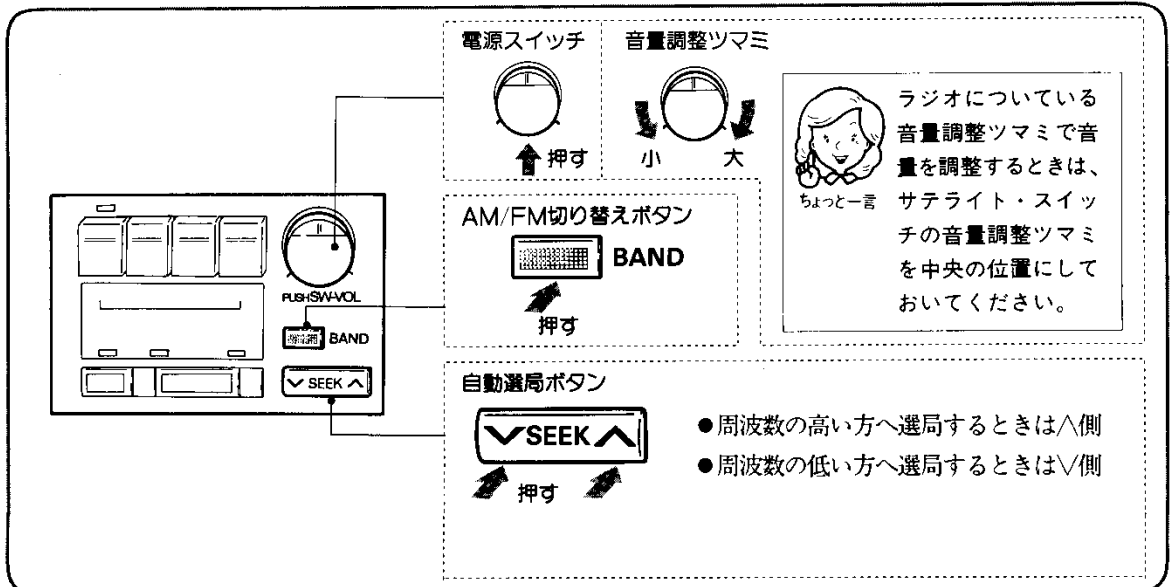 電源スイッチ
押す
音量調整ツマミ
小 大
ちょっと一言
ラジオについている
音量調整ツマミで音
量を調整するときは、
サテライト・スイッ
チの音量調整ツマミ
を中央の位置にして
おいてください。
PUSH SW-VOL
BAND
∨ SEEK ∧
AM/FM切り替えボタン
BAND
押す
自動選局ボタン
∨SEEK∧
押す
●周波数の高い方へ選局するときは∧側
●周波数の低い方へ選局するときは∨側